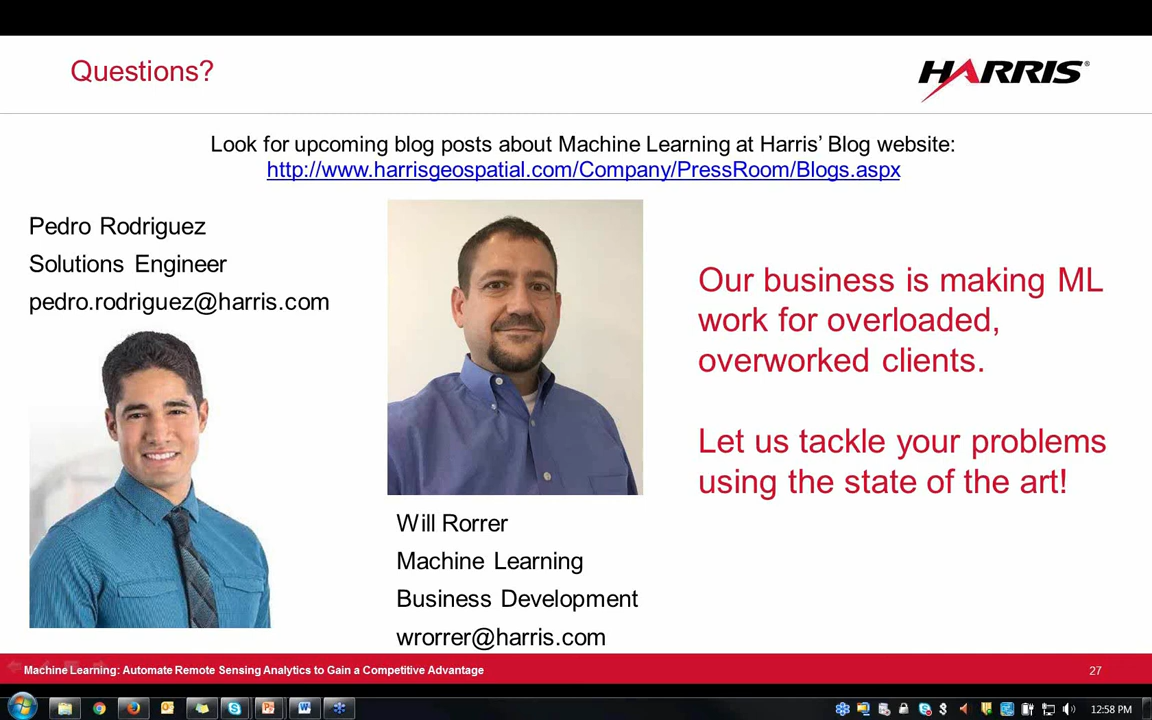 Questions?
HARRIS®
Look for upcoming blog posts about Machine Learning at Harris’ Blog website:
http://www.harrisgeospatial.com/Company/PressRoom/Blogs.aspx
Pedro Rodriguez
Solutions Engineer
pedro.rodriguez@harris.com
Will Rorrer
Machine Learning
Business Development
wrorrer@harris.com
Our business is making ML
work for overloaded,
overworked clients.
Let us tackle your problems
using the state of the art!
Machine Learning: Automate Remote Sensing Analytics to Gain a Competitive Advantage
27
12:58 PM